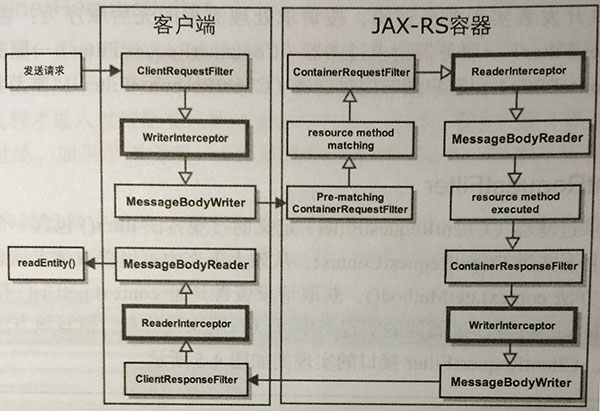 客户端
JAX-RS容器
发送请求
ClientRequestFilter
WriterInterceptor
MessageBodyWriter
Pre-matching
ContainerRequestFilter
resource method
matching
ContainerRequestFilter
ReaderInterceptor
MessageBodyReader
resource method
executed
ContainerResponseFilter
WriterInterceptor
MessageBodyWriter
ClientResponseFilter
ReaderInterceptor
MessageBodyReader
readEntity()